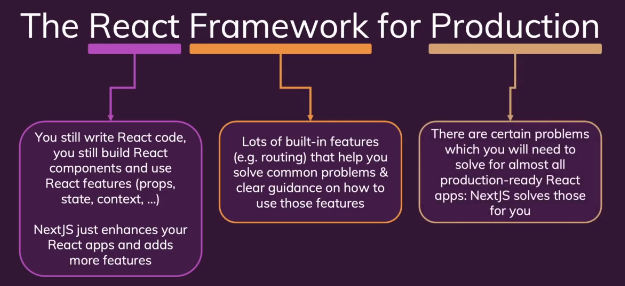 The React Framework for Production
You still write React code,
you still build React
components and use
React features (props,
state, context, ...)
NextJS just enhances your
React apps and adds
more features
Lots of built-in features
(e.g. routing) that help you
solve common problems &
clear guidance on how to
use those features
There are certain problems
which you will need to
solve for almost all
production-ready React
apps: NextJS solves those
for you